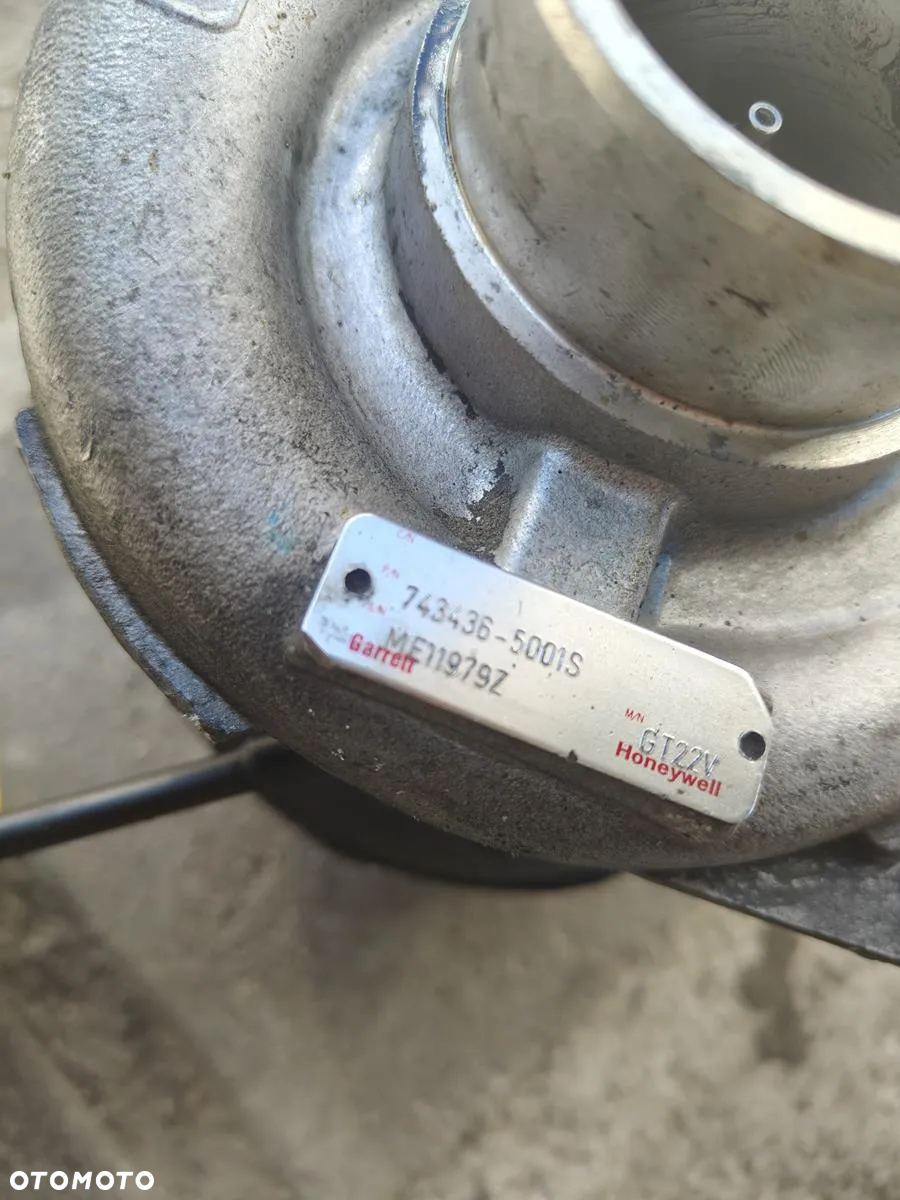 C/N
P/N 743436-5001S
S/N ME11979Z
Garrett
M/N
GT22V
Honeywell
OTOMOTO